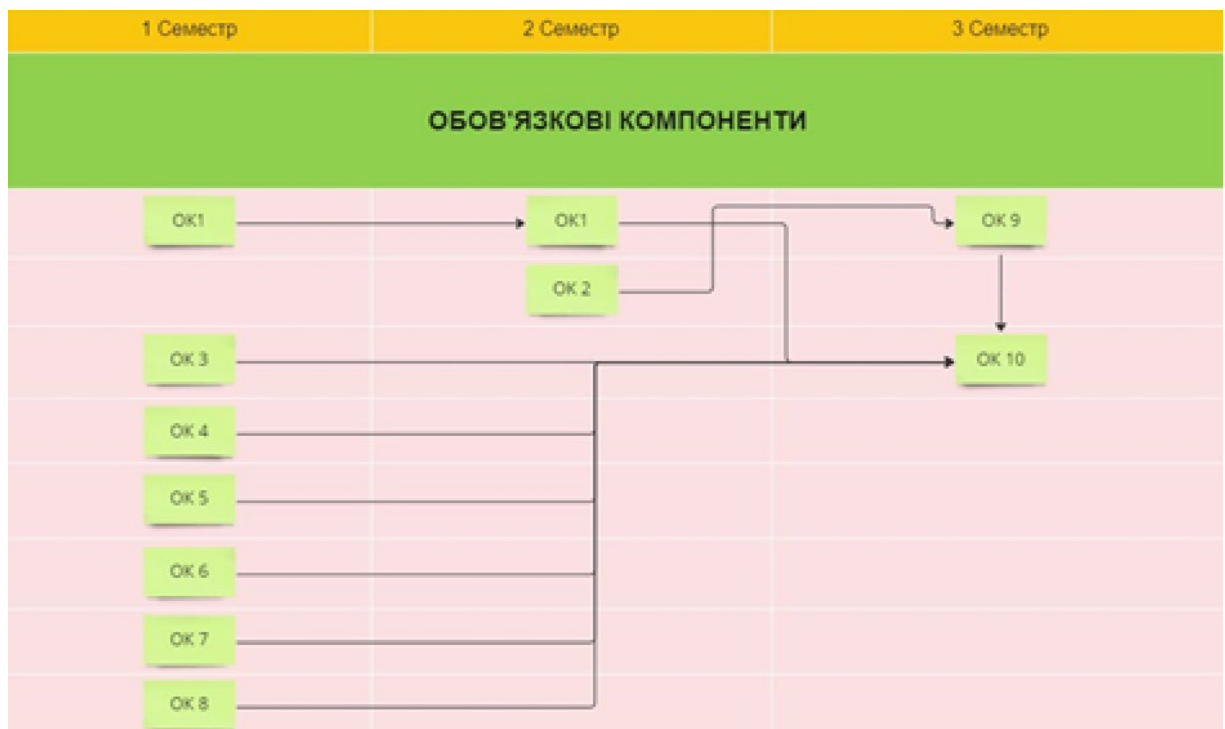 1 Семестр 2 Семестр 3 Семестр
ОБОВ'ЯЗКОВІ КОМПОНЕНТИ
ОК1 ОК1 ОК 9
ОК 2
ОК 3 ОК 10
ОК 4
ОК 5
ОК 6
ОК 7
ОК 8